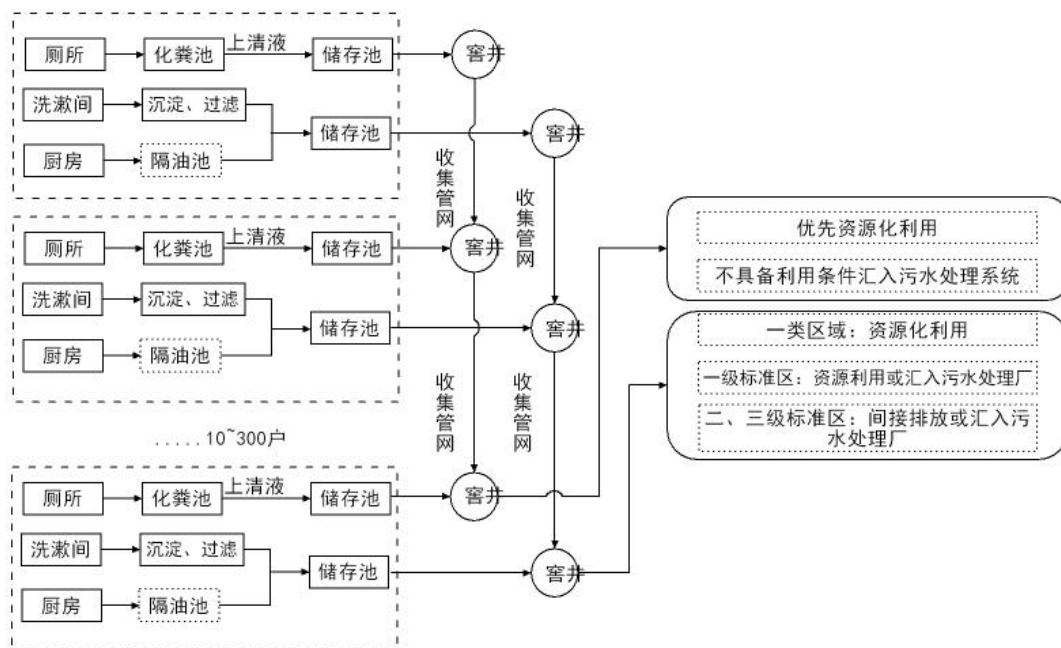 厕所
化粪池
上清液
储存池
窖井
洗漱间
沉淀、过滤
储存池
窖井
厨房
隔油池
收集管网
收集管网
厕所
化粪池
上清液
储存池
窖井
洗漱间
沉淀、过滤
储存池
窖井
厨房
隔油池
收集管网
收集管网
.....10~300户
厕所
化粪池
上清液
储存池
窖井
洗漱间
沉淀、过滤
储存池
窖井
厨房
隔油池
优先资源化利用
不具备利用条件汇入污水处理系统
一类区域：资源化利用
一级标准区：资源利用或汇入污水处理厂
二、三级标准区：间接排放或汇入污
水处理厂